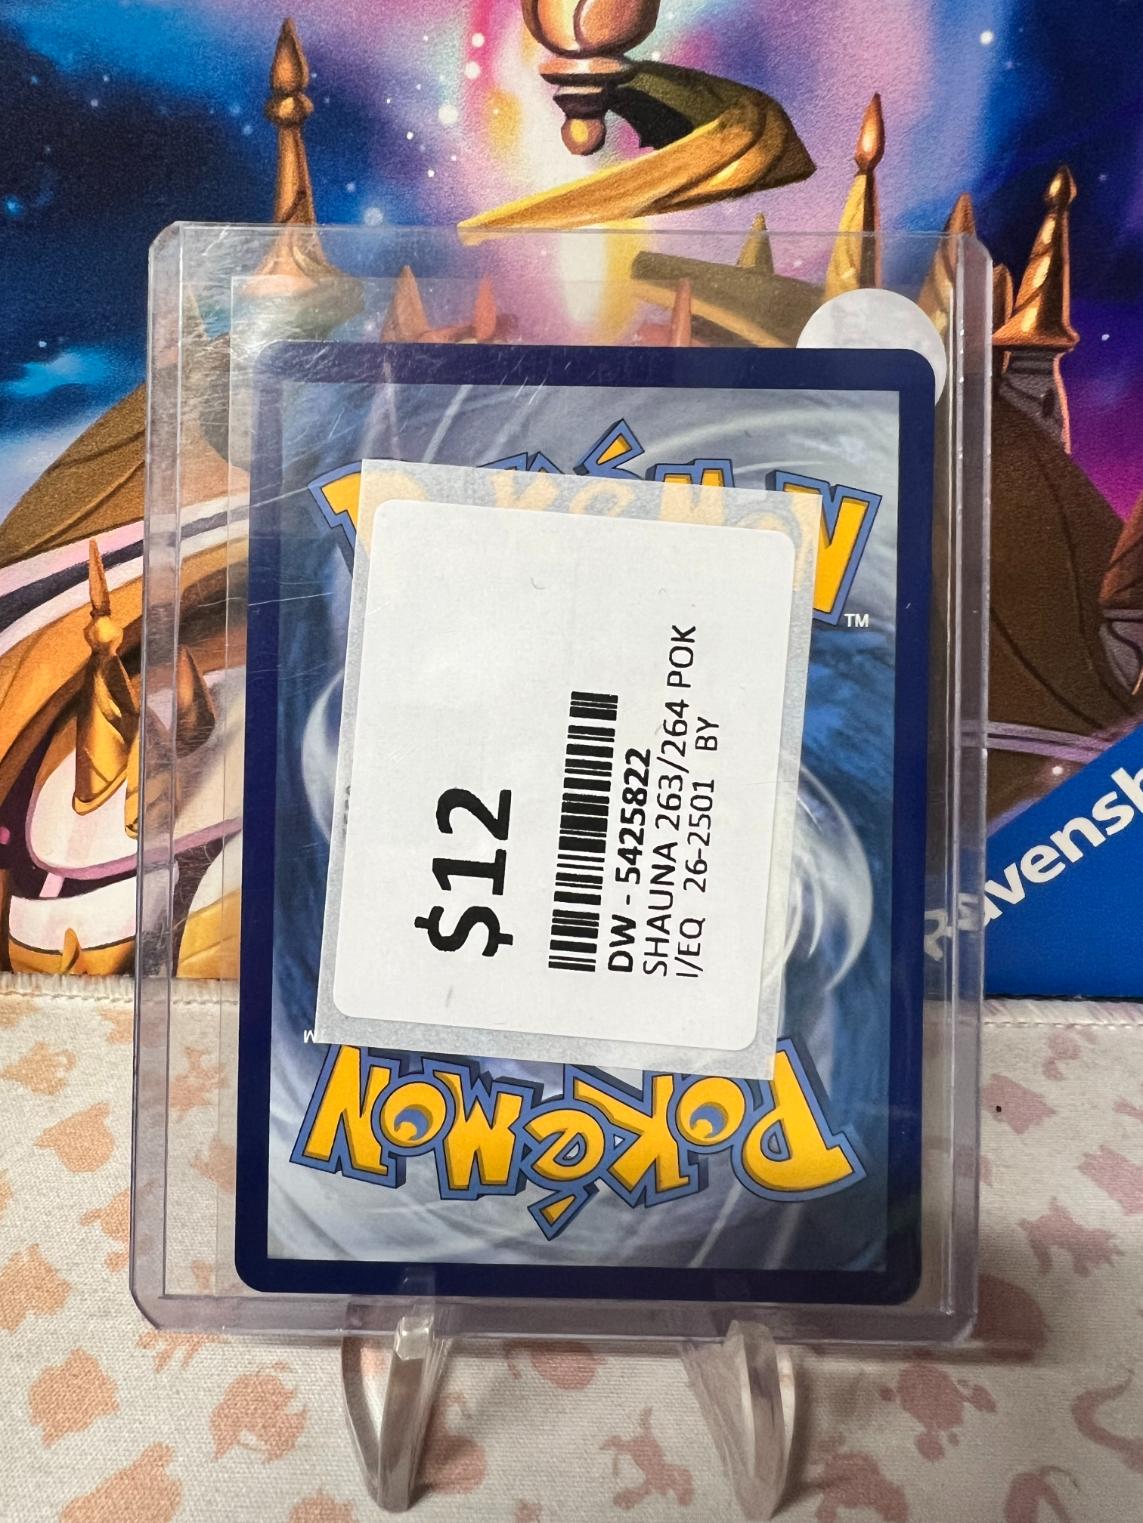 POKéMON
TM
$12
DW - 5425822
SHAUNA 263/264 POK
I/EQ 26-2501 BY
POKéMON
Ravensb